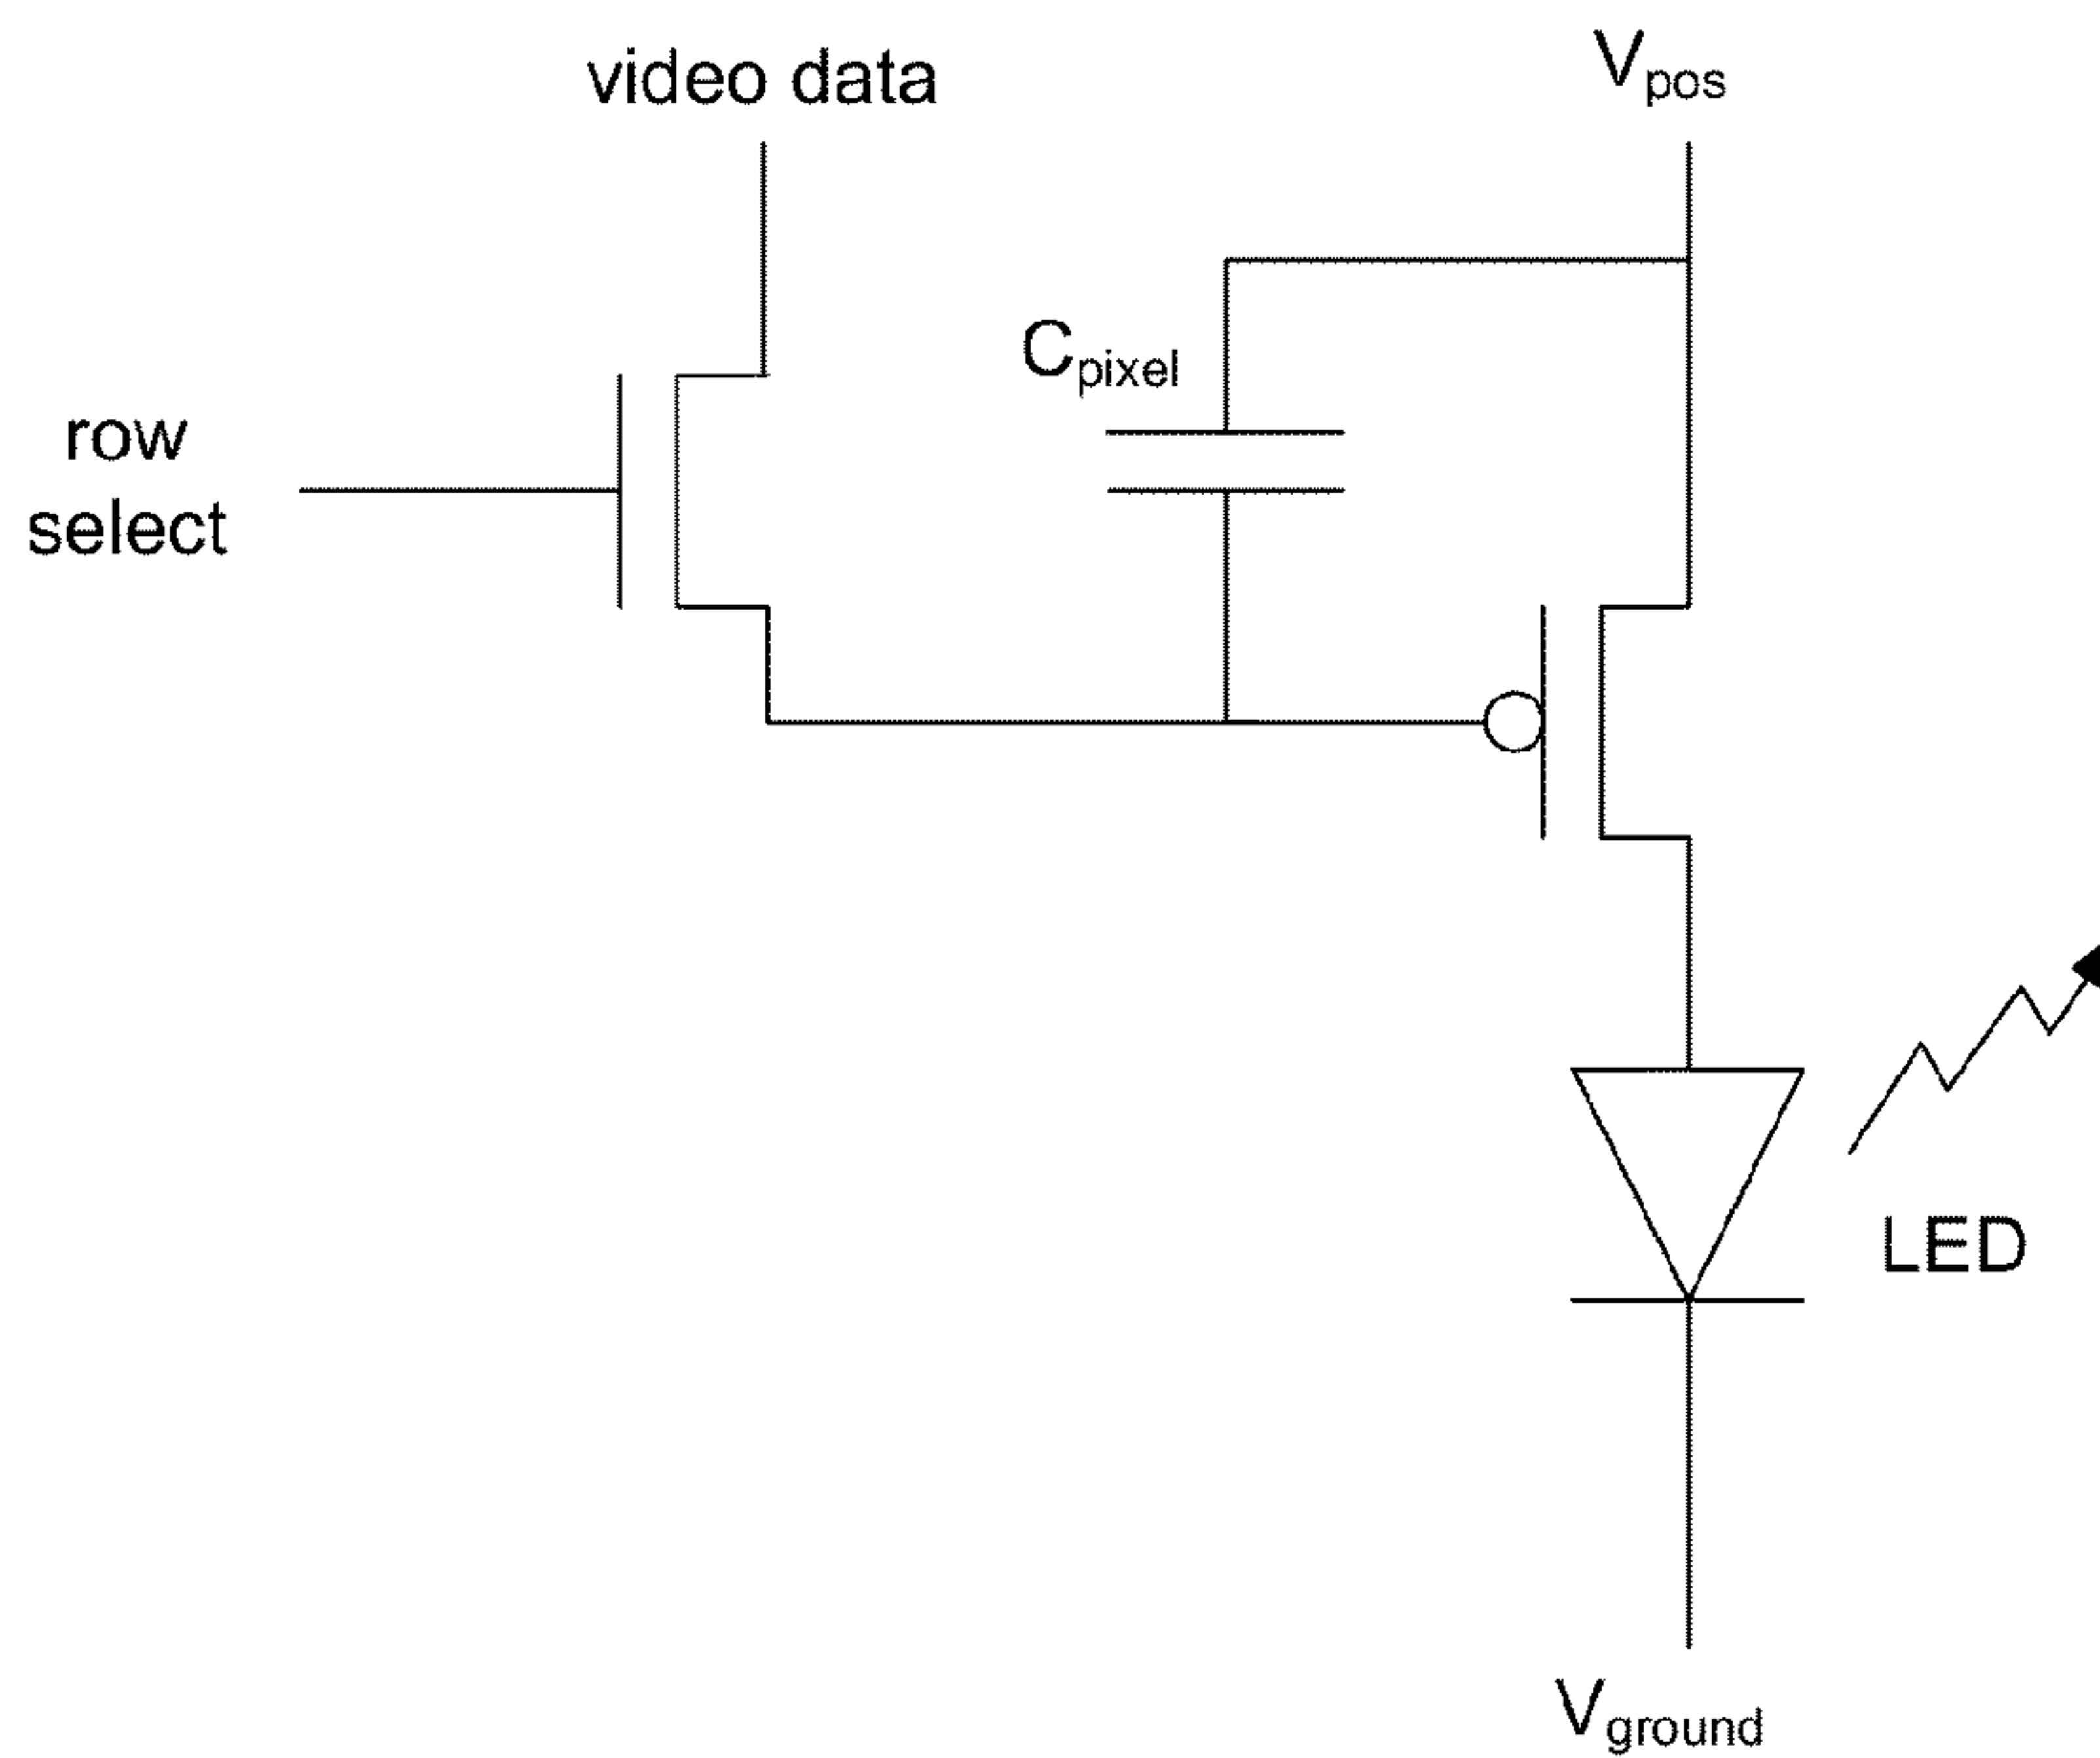 video data
Vpos
Cpixel
row
select
LED
Vground